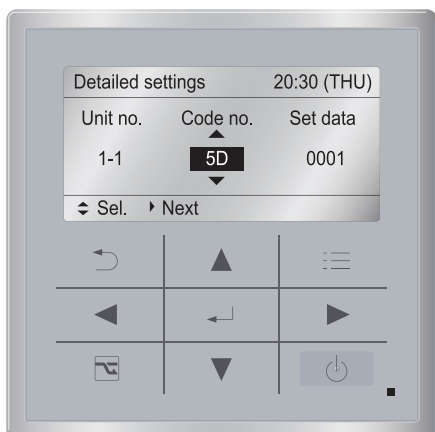 Detailed settings 20:30 (THU)
Unit no. Code no. Set data
1-1 5D 0001
Sel. Next